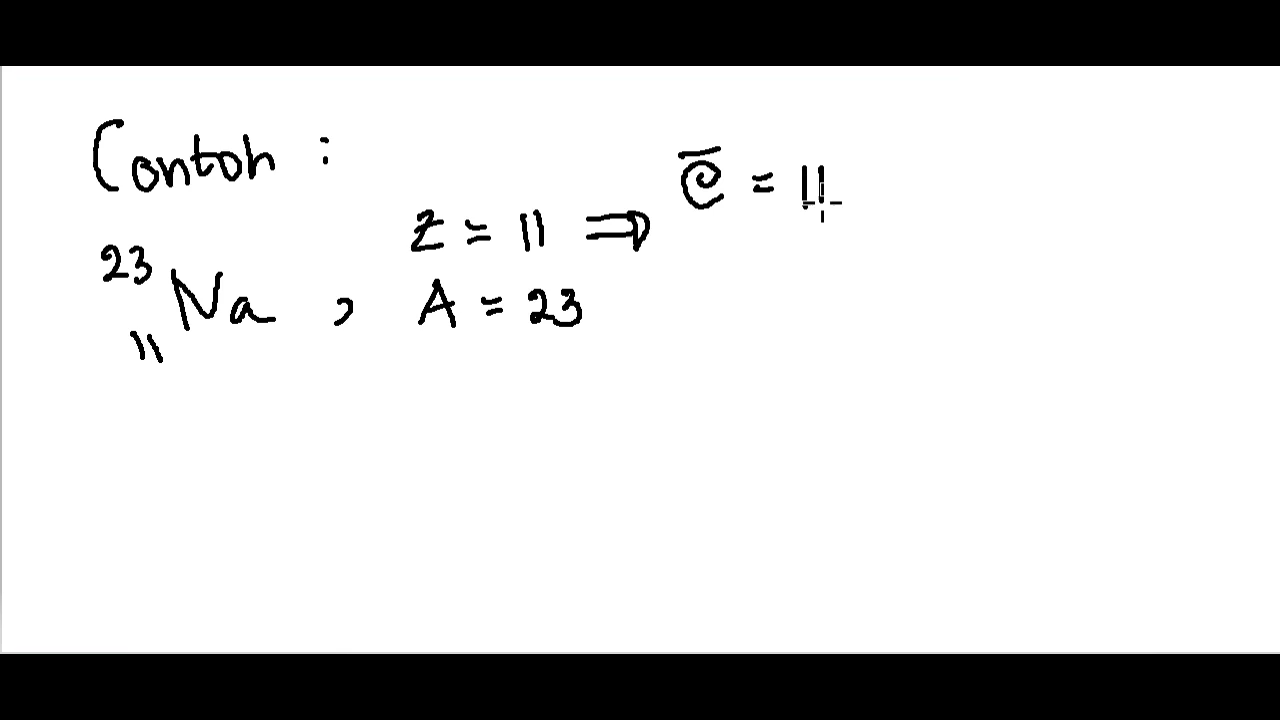 Contoh :
Z = 11 ⇒ e̅ = 11
²³₁₁Na , A = 23